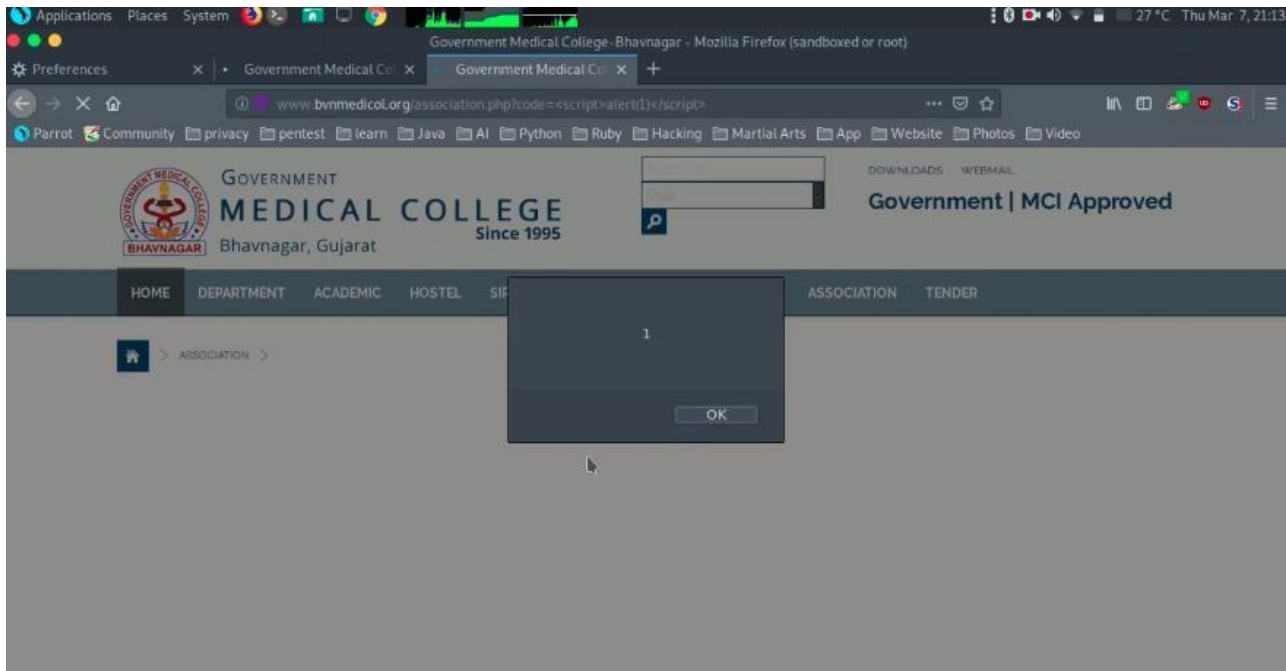 Applications Places System 27 °C Thu Mar 7, 21:13
Government Medical College-Bhavnagar - Mozilla Firefox (sandboxed or root)
Preferences × • Government Medical Col × Government Medical Col × +
www.bvnmedicol.org/association.php?code=<script>alert(1)</script>
Parrot Community privacy pentest learn Java AI Python Ruby Hacking Martial Arts App Website Photos Video
DOWNLOADS WEBMAIL
GOVERNMENT
MEDICAL COLLEGE
Since 1995
Bhavnagar, Gujarat
BHAVNAGAR
Government | MCI Approved
HOME DEPARTMENT ACADEMIC HOSTEL ASSOCIATION TENDER
1
> ASSOCIATION >
OK